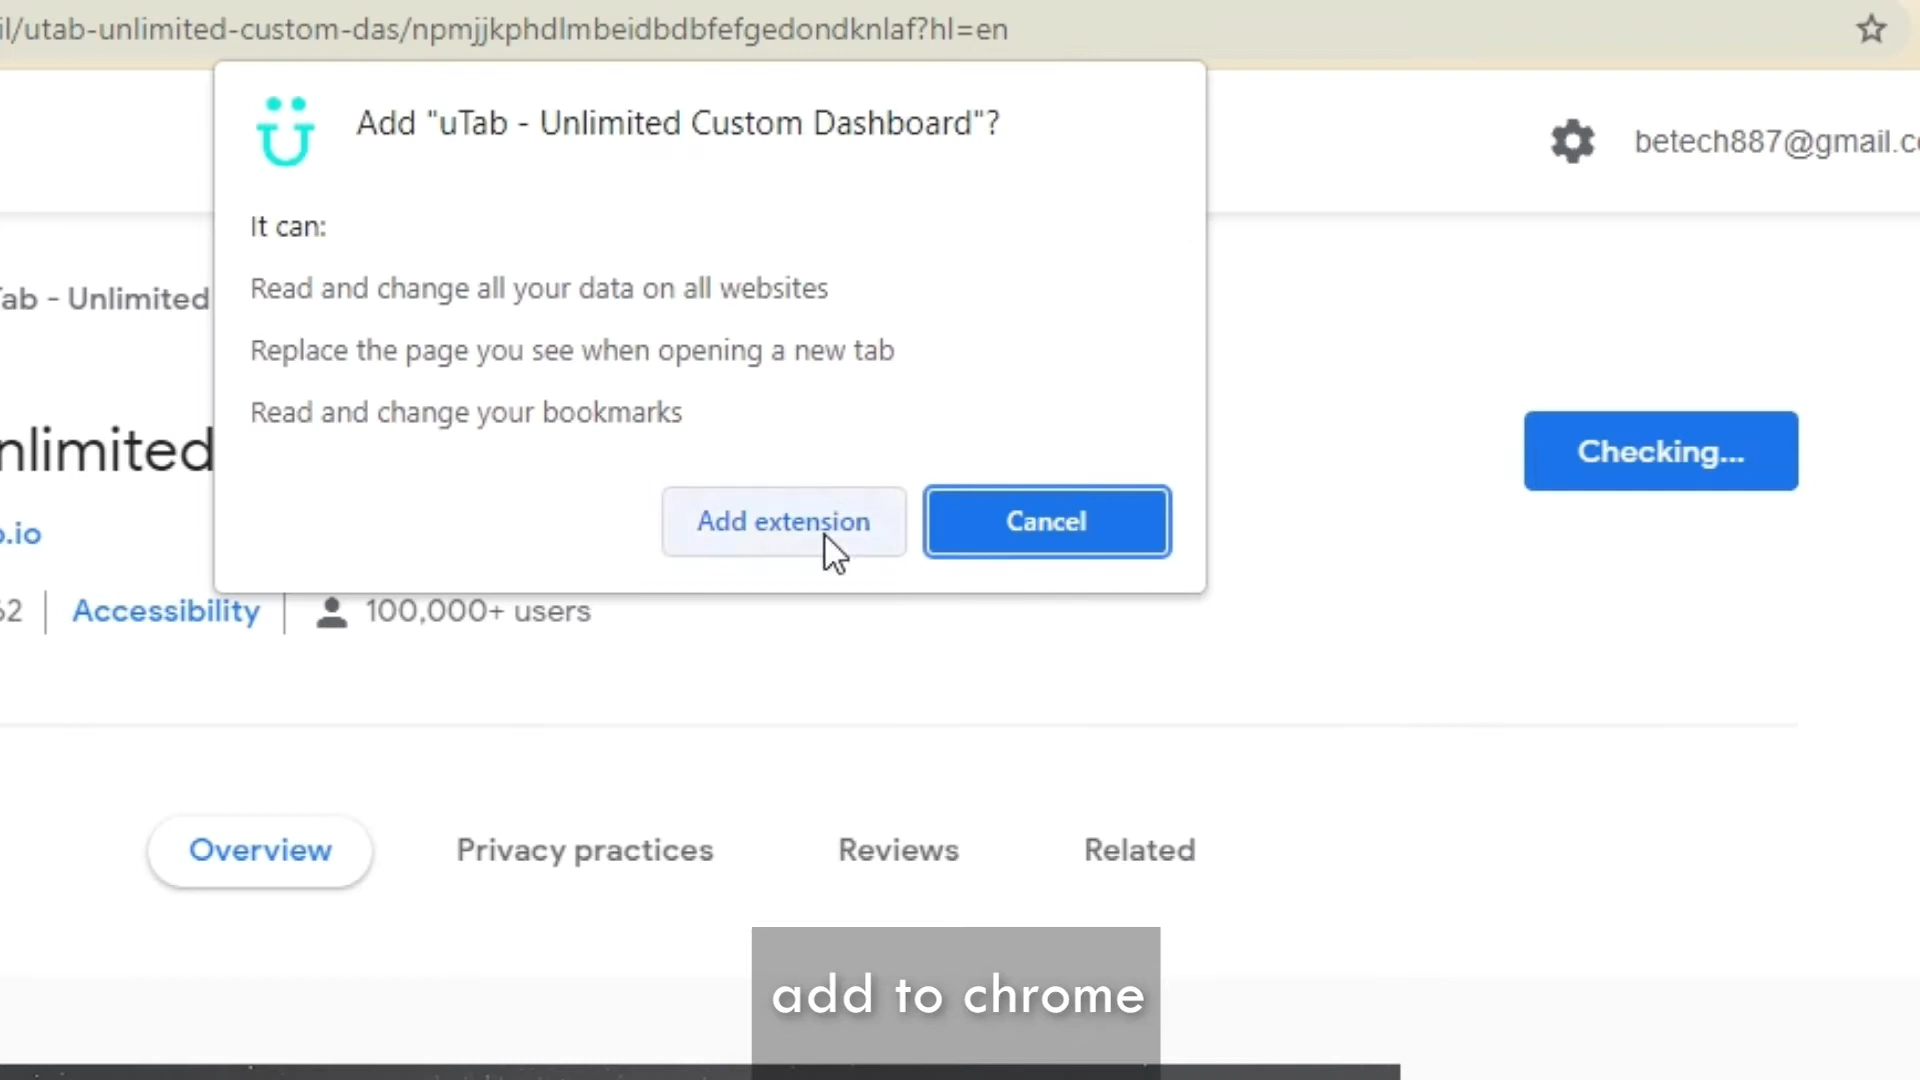 il/utab-unlimited-custom-das/npmjjkphdlmbeidbdbfefgedondknlaf?hl=en
Add "uTab - Unlimited Custom Dashboard"?
betech887@gmail.c
It can:
Read and change all your data on all websites
ab - Unlimited
Replace the page you see when opening a new tab
Read and change your bookmarks
nlimited
Checking...
Add extension
Cancel
.io
62
Accessibility
100,000+ users
Overview
Privacy practices
Reviews
Related
add to chrome